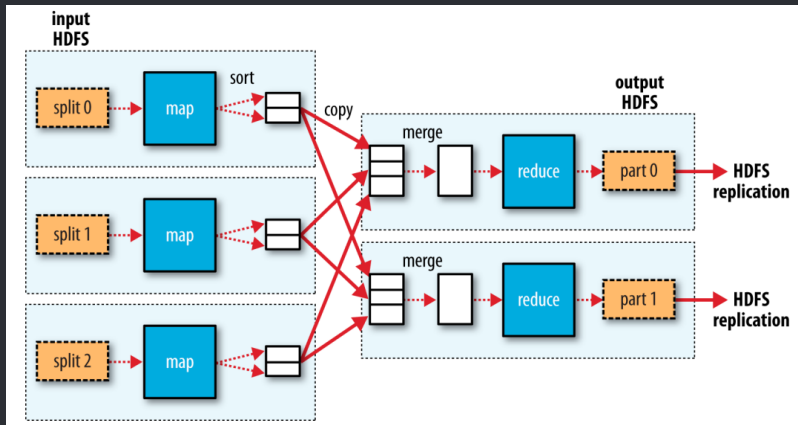 input
HDFS
split 0
map
sort
copy
split 1
map
split 2
map
output
HDFS
merge
reduce
part 0
HDFS
replication
merge
reduce
part 1
HDFS
replication